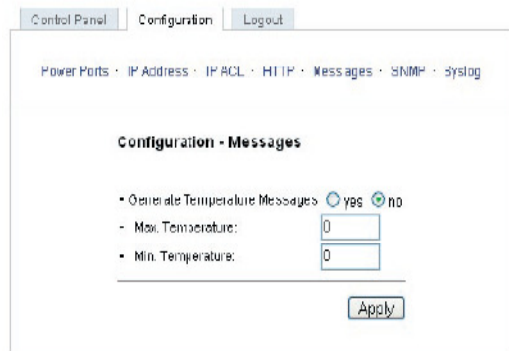 Control Panel Configuration Logout
Power Ports · IP Address · IP ACL · HTTP · Messages · SNMP · Syslog
Configuration - Messages
• Generate Temperature Messages yes no
• Max. Temperature: 0
• Min. Temperature: 0
Apply